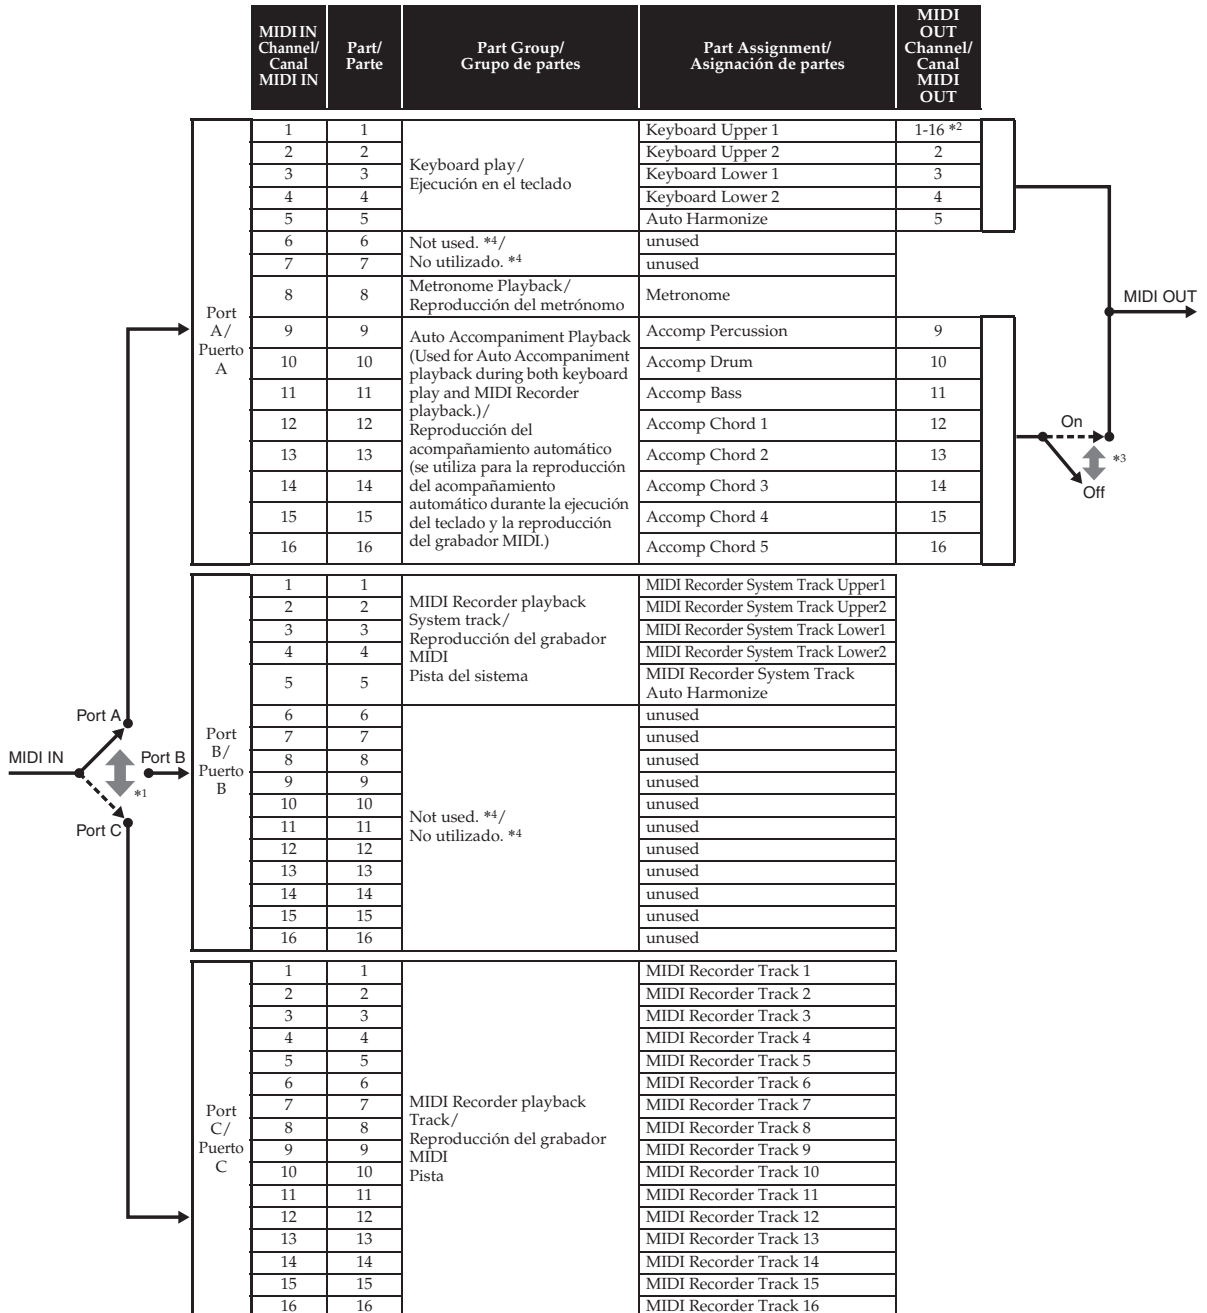 MIDI IN Channel/ Canal MIDI IN
Part/ Parte
Part Group/ Grupo de partes
Part Assignment/ Asignación de partes
MIDI OUT Channel/ Canal MIDI OUT
Port A/ Puerto A
1 1 Keyboard play/ Ejecución en el teclado Keyboard Upper 1 1-16 *2
2 2 Keyboard Upper 2 2
3 3 Keyboard Lower 1 3
4 4 Keyboard Lower 2 4
5 5 Auto Harmonize 5
6 6 Not used. *4/ No utilizado. *4 unused
7 7 unused
8 8 Metronome Playback/ Reproducción del metrónomo Metronome
9 9 Auto Accompaniment Playback (Used for Auto Accompaniment playback during both keyboard play and MIDI Recorder playback.)/ Reproducción del acompañamiento automático (se utiliza para la reproducción del acompañamiento automático durante la ejecución del teclado y la reproducción del grabador MIDI.) Accomp Percussion 9
10 10 Accomp Drum 10
11 11 Accomp Bass 11
12 12 Accomp Chord 1 12
13 13 Accomp Chord 2 13
14 14 Accomp Chord 3 14
15 15 Accomp Chord 4 15
16 16 Accomp Chord 5 16
MIDI OUT
On
*3
Off
Port B/ Puerto B
1 1 MIDI Recorder playback System track/ Reproducción del grabador MIDI Pista del sistema MIDI Recorder System Track Upper1
2 2 MIDI Recorder System Track Upper2
3 3 MIDI Recorder System Track Lower1
4 4 MIDI Recorder System Track Lower2
5 5 MIDI Recorder System Track Auto Harmonize
6 6 Not used. *4/ No utilizado. *4 unused
7 7 unused
8 8 unused
9 9 unused
10 10 unused
11 11 unused
12 12 unused
13 13 unused
14 14 unused
15 15 unused
16 16 unused
Port A
MIDI IN
Port B
*1
Port C
Port C/ Puerto C
1 1 MIDI Recorder playback Track/ Reproducción del grabador MIDI Pista MIDI Recorder Track 1
2 2 MIDI Recorder Track 2
3 3 MIDI Recorder Track 3
4 4 MIDI Recorder Track 4
5 5 MIDI Recorder Track 5
6 6 MIDI Recorder Track 6
7 7 MIDI Recorder Track 7
8 8 MIDI Recorder Track 8
9 9 MIDI Recorder Track 9
10 10 MIDI Recorder Track 10
11 11 MIDI Recorder Track 11
12 12 MIDI Recorder Track 12
13 13 MIDI Recorder Track 13
14 14 MIDI Recorder Track 14
15 15 MIDI Recorder Track 15
16 16 MIDI Recorder Track 16